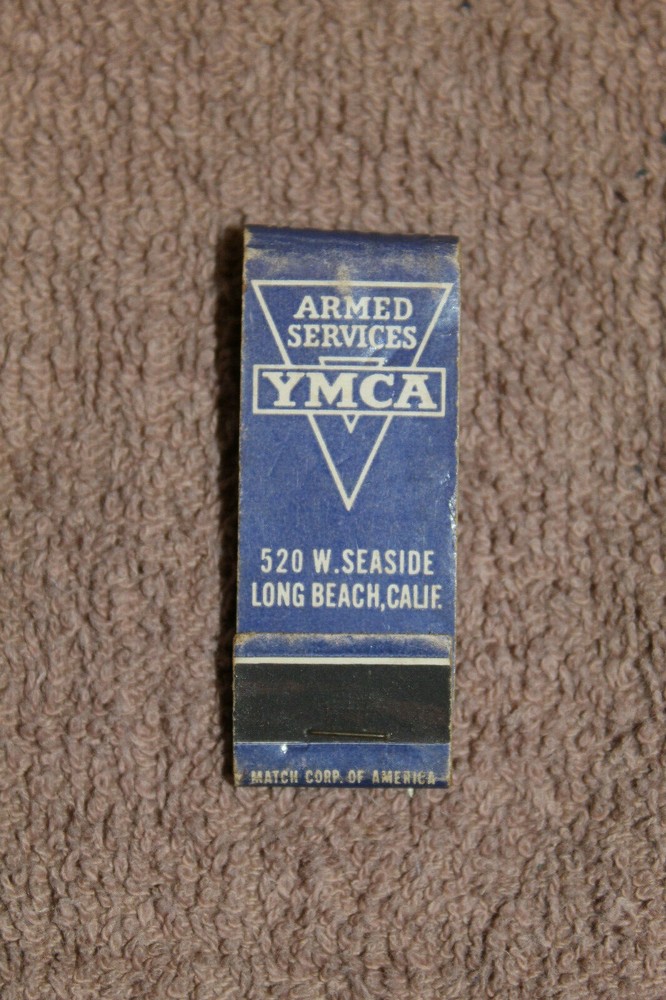 ARMED
SERVICES
YMCA
520 W. SEASIDE
LONG BEACH, CALIF.
MATCH CORP. OF AMERICA